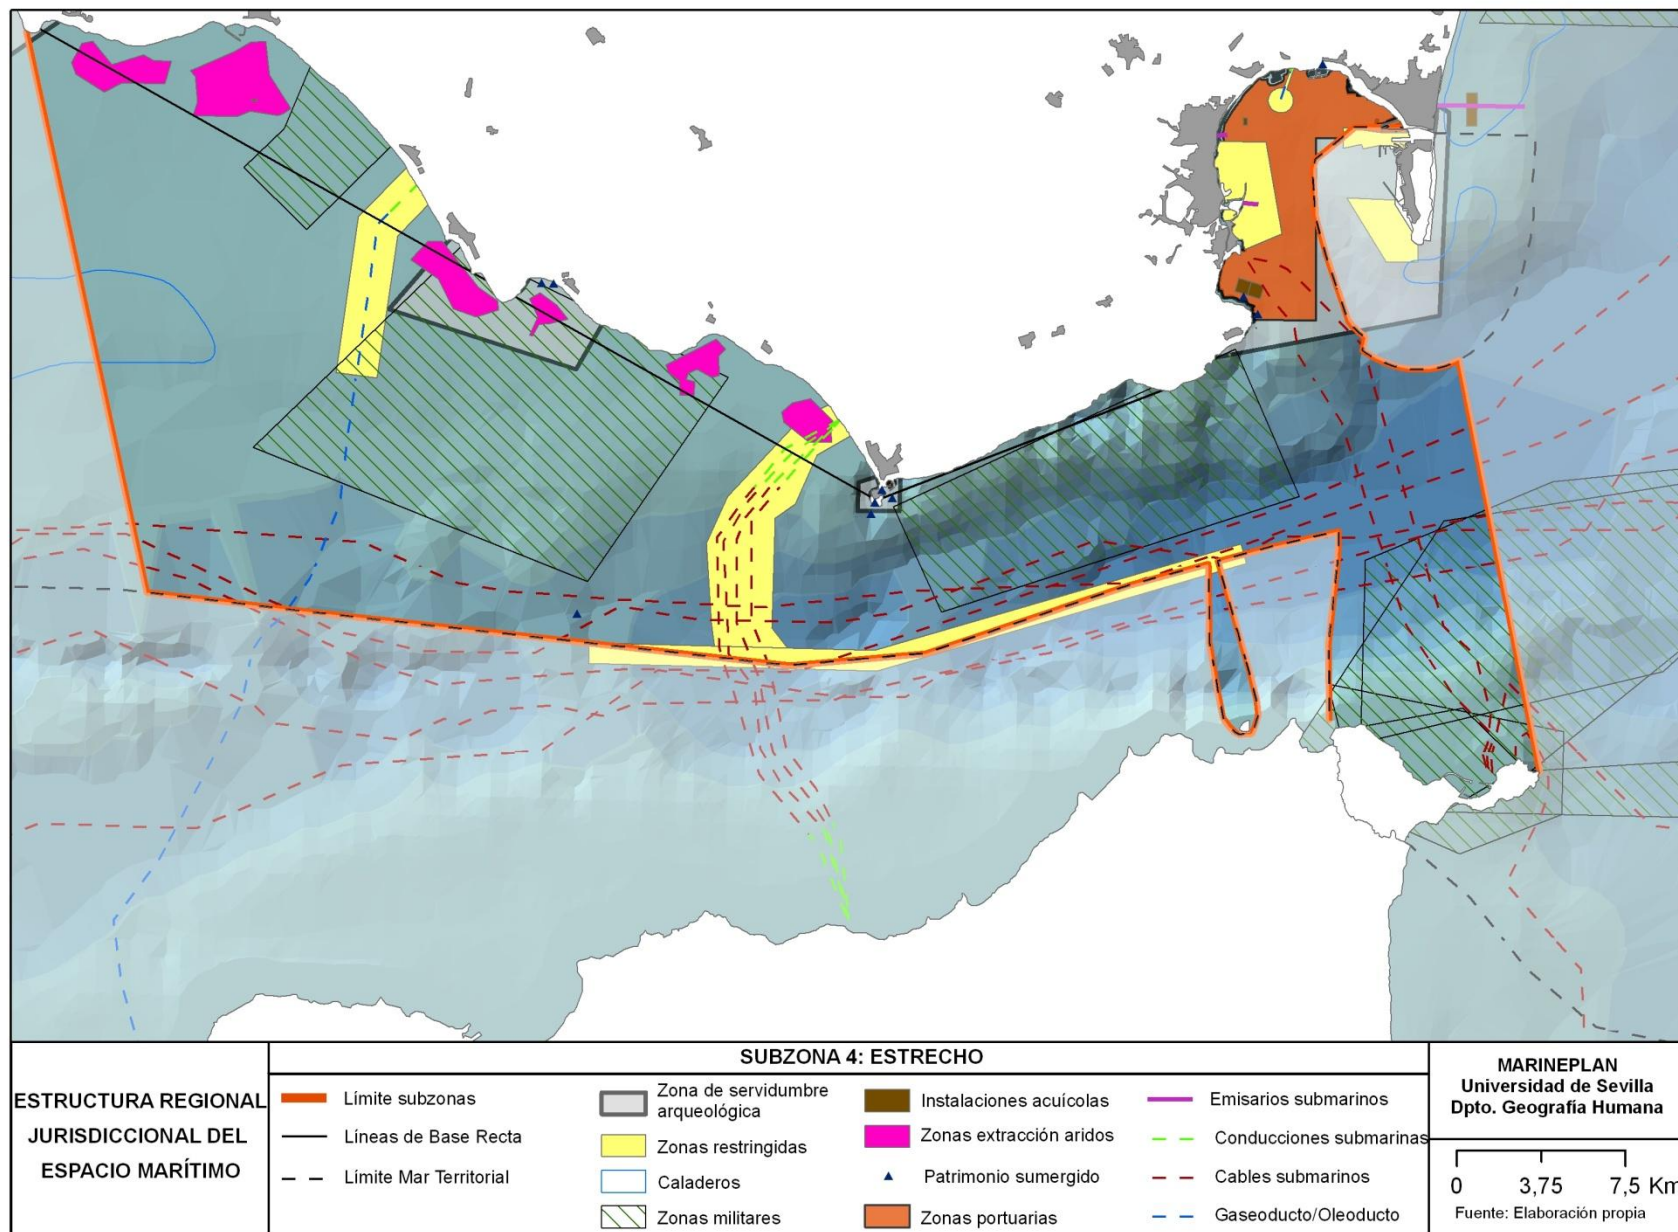 ESTRUCTURA REGIONAL
JURISDICCIONAL DEL
ESPACIO MARÍTIMO
SUBZONA 4: ESTRECHO
Límite subzonas
Líneas de Base Recta
Límite Mar Territorial
Zona de servidumbre
arqueológica
Zonas restringidas
Caladeros
Zonas militares
Instalaciones acuícolas
Zonas extracción aridos
Patrimonio sumergido
Zonas portuarias
Emisarios submarinos
Conducciones submarinas
Cables submarinos
Gaseoducto/Oleoducto
MARINEPLAN
Universidad de Sevilla
Dpto. Geografía Humana
0 3,75 7,5 Km
Fuente: Elaboración propia